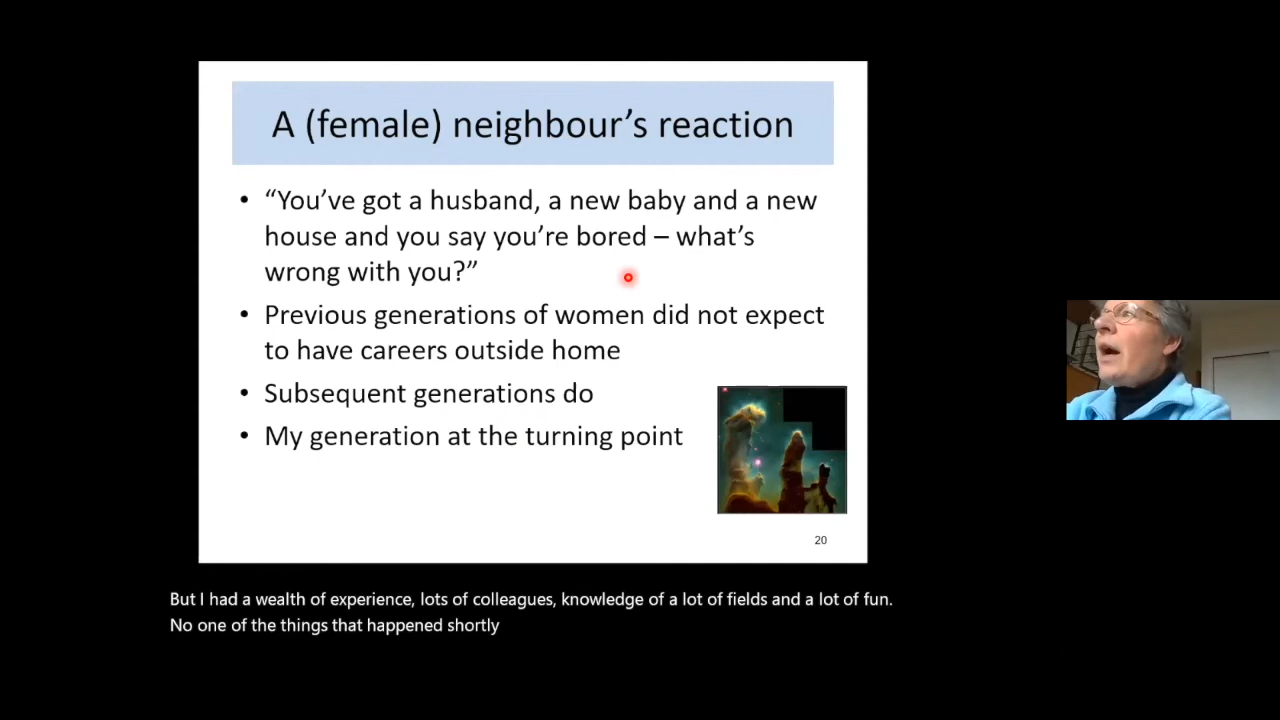 A (female) neighbour’s reaction
• “You’ve got a husband, a new baby and a new
house and you say you’re bored – what’s
wrong with you?”
• Previous generations of women did not expect
to have careers outside home
• Subsequent generations do
• My generation at the turning point
20
But I had a wealth of experience, lots of colleagues, knowledge of a lot of fields and a lot of fun.
No one of the things that happened shortly